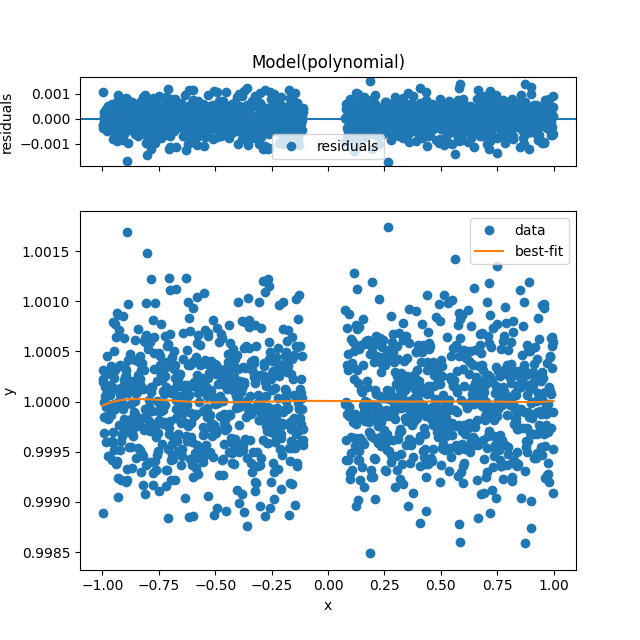 Model(polynomial)
residuals
0.001
0.000
−0.001
residuals
y
1.0015
1.0010
1.0005
1.0000
0.9995
0.9990
0.9985
data
best-fit
−1.00 −0.75 −0.50 −0.25 0.00 0.25 0.50 0.75 1.00
x